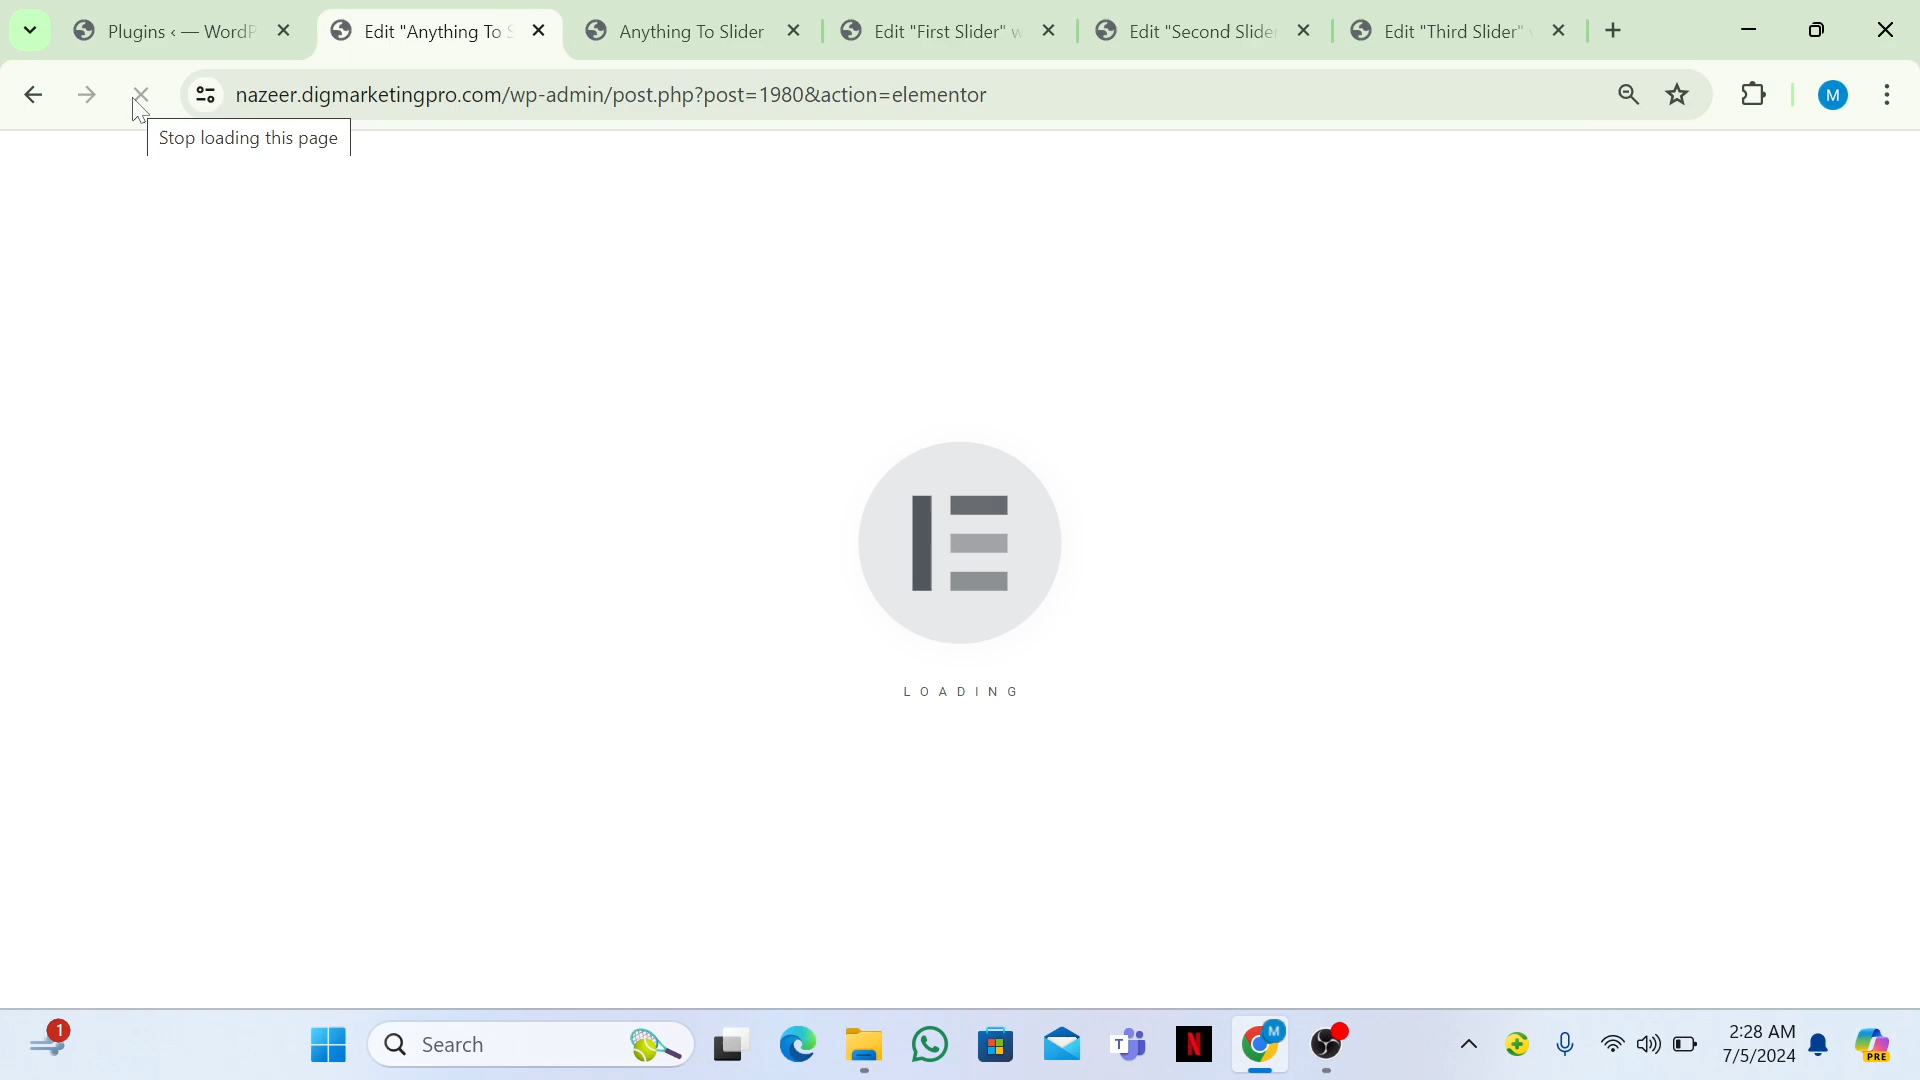 Plugins ‹ — WordP
Edit "Anything To S
Anything To Slider
Edit "First Slider" w
Edit "Second Slide
Edit "Third Slider"
nazeer.digmarketingpro.com/wp-admin/post.php?post=1980&action=elementor
M
Stop loading this page
LOADING
1
Search
T
N
M
2:28 AM
7/5/2024
PRE